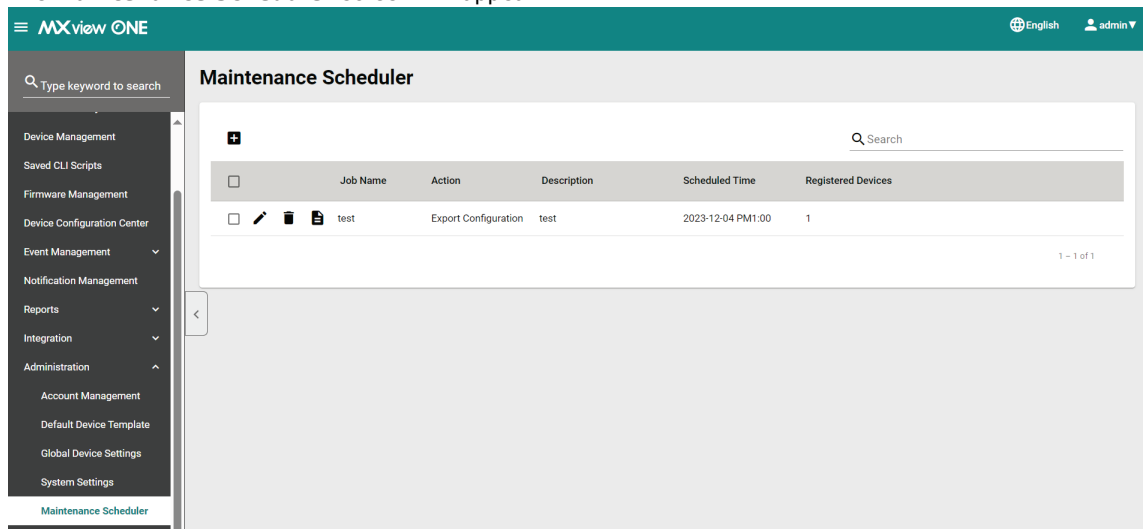 MXview ONE
English
admin
Type keyword to search
Device Management
Saved CLI Scripts
Firmware Management
Device Configuration Center
Event Management
Notification Management
Reports
Integration
Administration
Account Management
Default Device Template
Global Device Settings
System Settings
Maintenance Scheduler
Maintenance Scheduler
Search
Job Name Action Description Scheduled Time Registered Devices
test Export Configuration test 2023-12-04 PM1:00 1
1 – 1 of 1